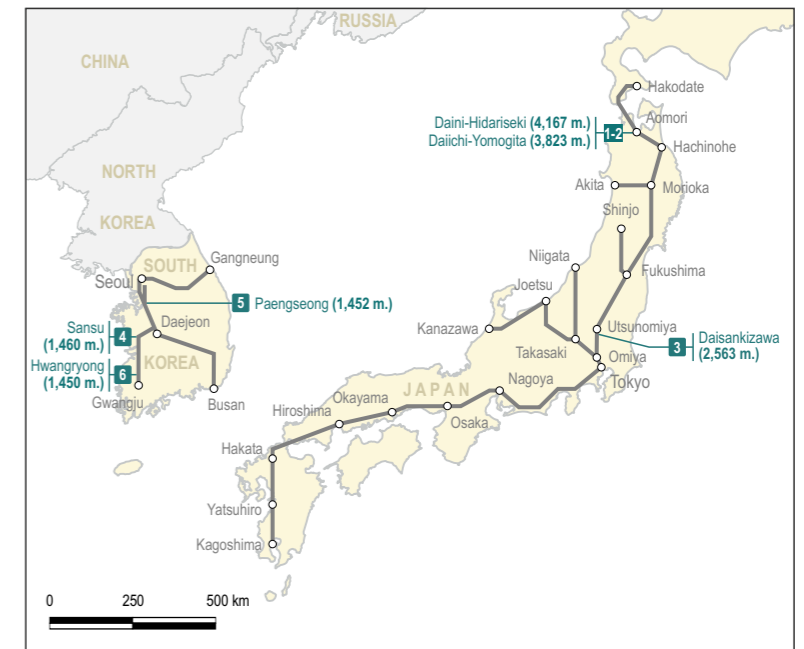 RUSSIA
CHINA
Hakodate
Aomori
Daini-Hidariseki (4,167 m.)
Daiichi-Yomogita (3,823 m.)
1-2
Hachinohe
NORTH
KOREA
Akita
Morioka
Shinjo
Gangneung
SOUTH
Seoul
Niigata
Fukushima
Joetsu
5 Paengseong (1,452 m.)
Sansu
(1,460 m.)
4
Daejeon
Kanazawa
Utsunomiya
3
Daisankizawa
(2,563 m.)
Takasaki
Omiya
Hwangryong
(1,450 m.)
6
KOREA
Tokyo
Gwangju
Busan
JAPAN
Nagoya
Okayama
Hiroshima
Osaka
Hakata
Yatsuhiro
Kagoshima
0 250 500 km